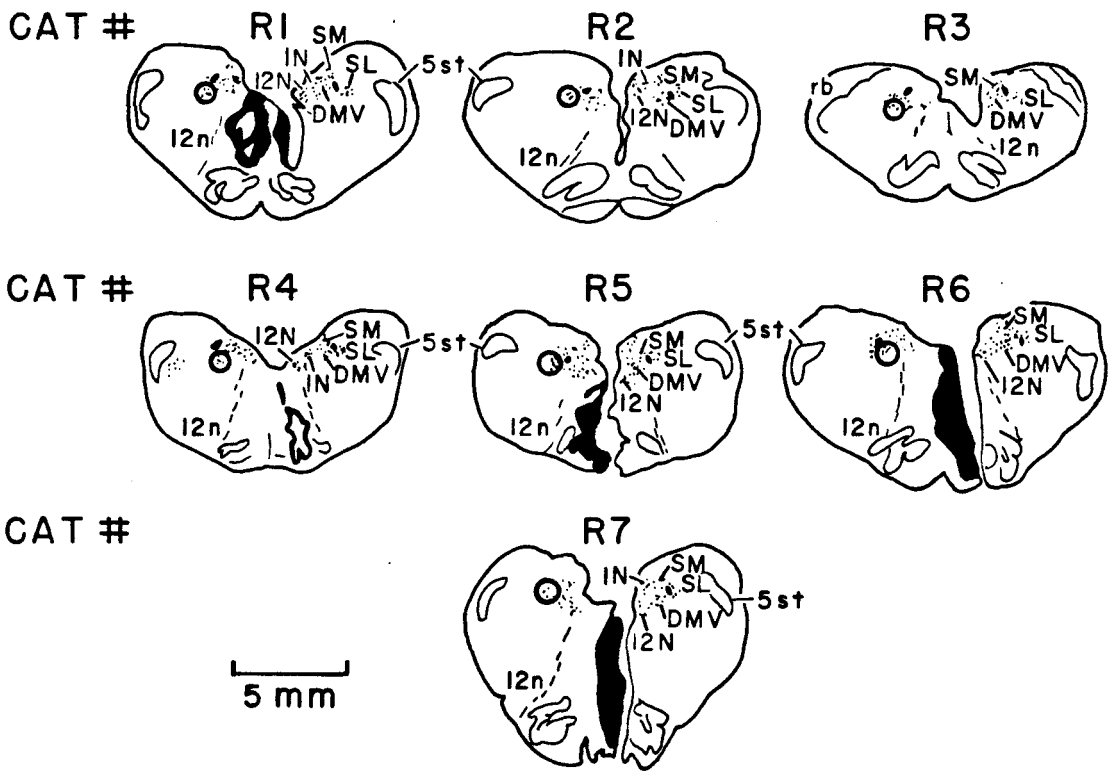 CAT # R1 R2 R3
SM
IN
12N
SL
5st
DMV
12n
IN
SM
SL
12N
DMV
12n
rb
SM
SL
DMV
12n
CAT # R4 R5 R6
12N
SM
SL
5st
DMV
IN
12n
SM
SL
5st
DMV
12N
12n
SM
SL
DMV
12N
12n
CAT # R7
IN
SM
SL
5st
DMV
12N
12n
5 mm